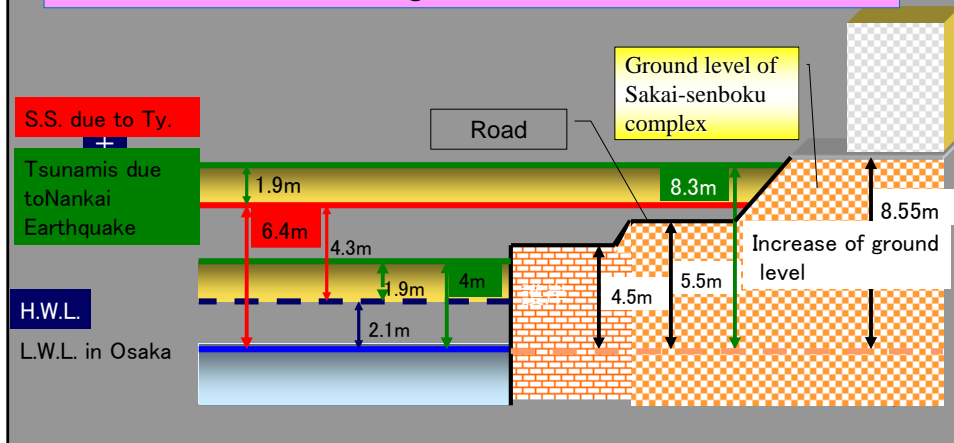 Ground level of
Sakai-senboku
complex
S.S. due to Ty.
+
Road
Tsunamis due
toNankai
Earthquake
1.9m
8.3m
8.55m
6.4m
4.3m
Increase of ground
level
1.9m
4m
5.5m
4.5m
H.W.L.
2.1m
L.W.L. in Osaka